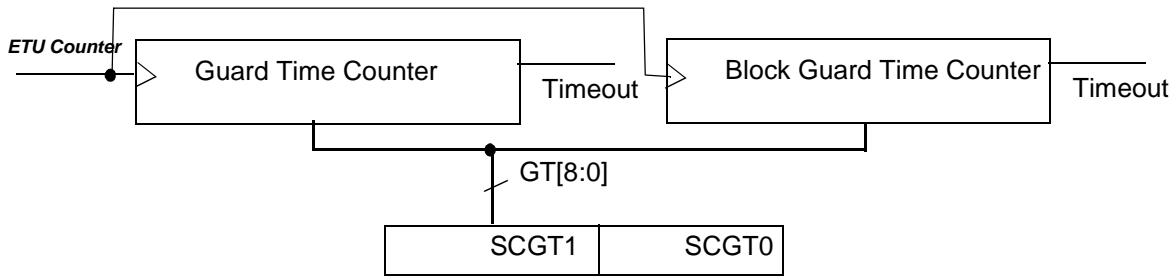 ETU Counter
Guard Time Counter
Timeout
Block Guard Time Counter
Timeout
GT[8:0]
SCGT1
SCGT0